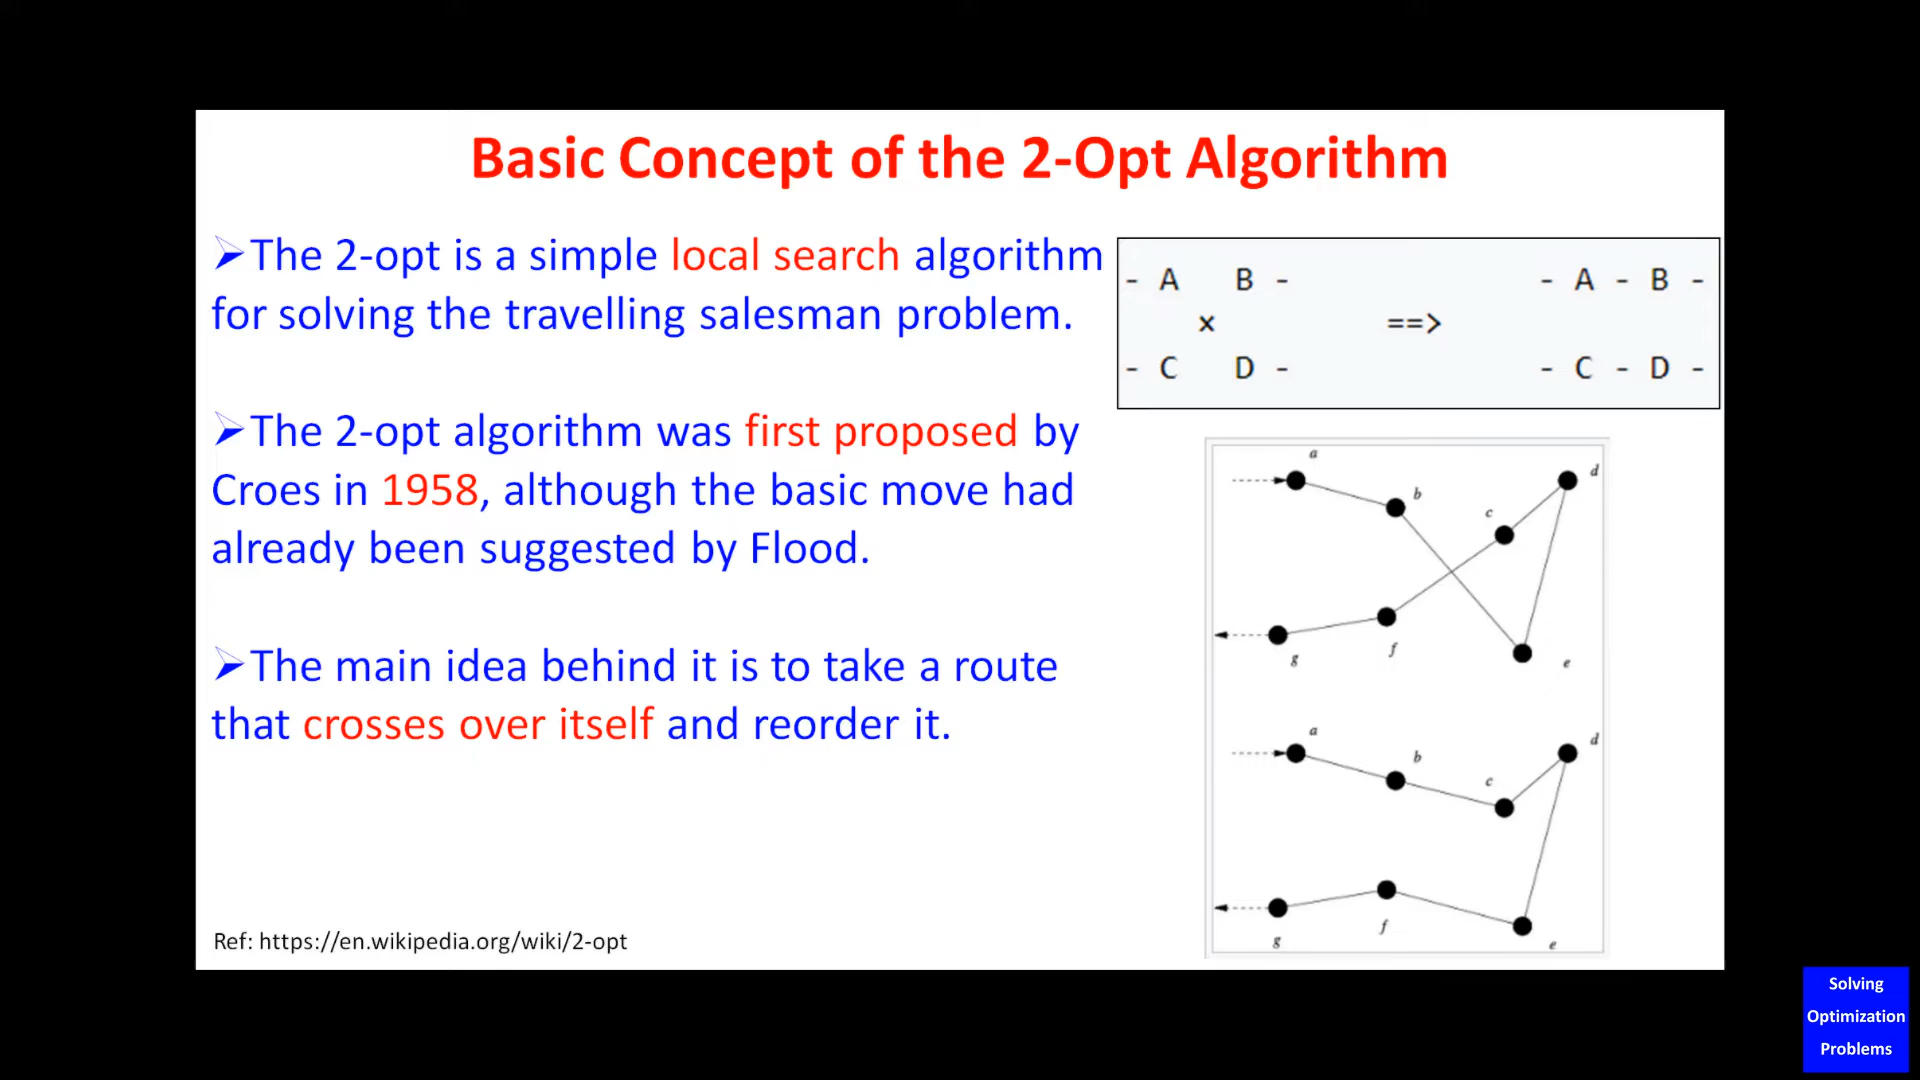 Basic Concept of the 2-Opt Algorithm
➢The 2-opt is a simple local search algorithm
for solving the travelling salesman problem.
➢The 2-opt algorithm was first proposed by
Croes in 1958, although the basic move had
already been suggested by Flood.
➢The main idea behind it is to take a route
that crosses over itself and reorder it.
Ref: https://en.wikipedia.org/wiki/2-opt
- A B - - A - B -
× ==>
- C D - - C - D -
a
d
b
c
g
f
e
a
d
b
c
g
f
e
Solving
Optimization
Problems